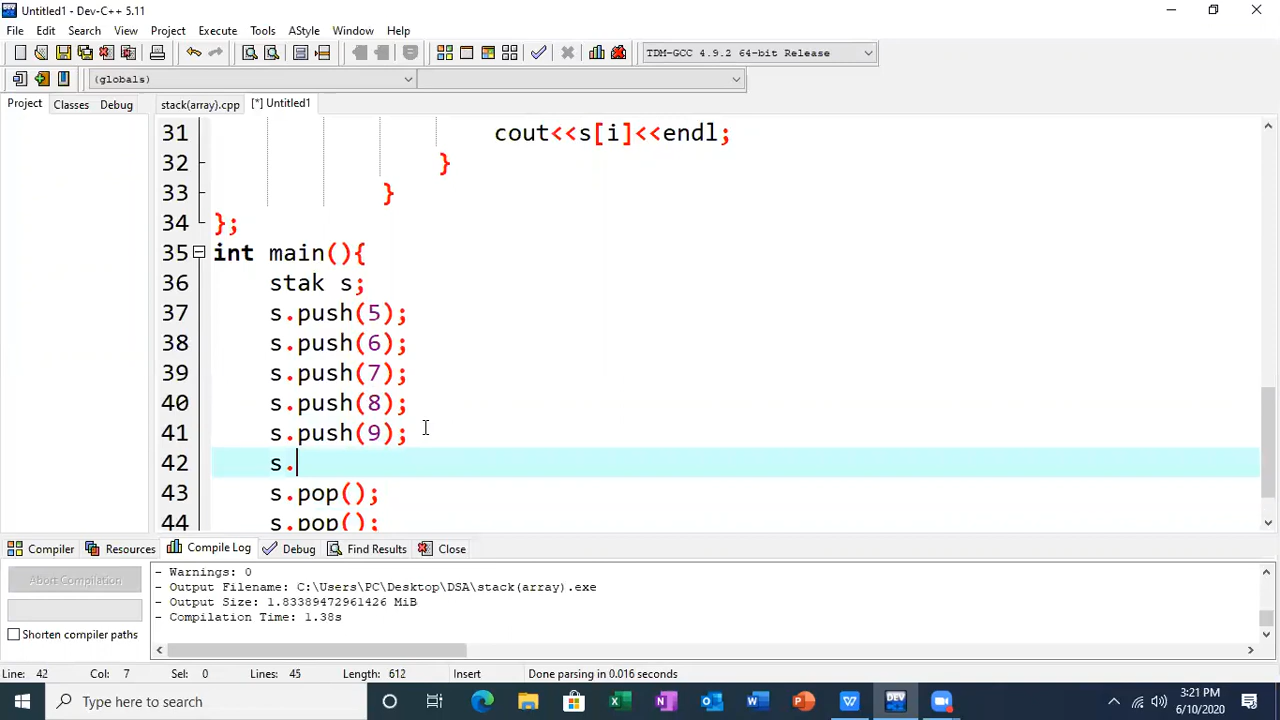 Untitled1 - Dev-C++ 5.11
File Edit Search View Project Execute Tools AStyle Window Help
TDM-GCC 4.9.2 64-bit Release
(globals)
Project Classes Debug stack(array).cpp [*] Untitled1
31 cout<<s[i]<<endl;
32 }
33 }
34 };
35 int main(){
36 stak s;
37 s.push(5);
38 s.push(6);
39 s.push(7);
40 s.push(8);
41 s.push(9);
42 s.
43 s.pop();
44 s.pop();
Compiler Resources Compile Log Debug Find Results Close
Abort Compilation
Shorten compiler paths
- Warnings: 0
- Output Filename: C:\Users\PC\Desktop\DSA\stack(array).exe
- Output Size: 1.83389472961426 MiB
- Compilation Time: 1.38s
Line: 42 Col: 7 Sel: 0 Lines: 45 Length: 612 Insert Done parsing in 0.016 seconds
Type here to search
3:21 PM
6/10/2020